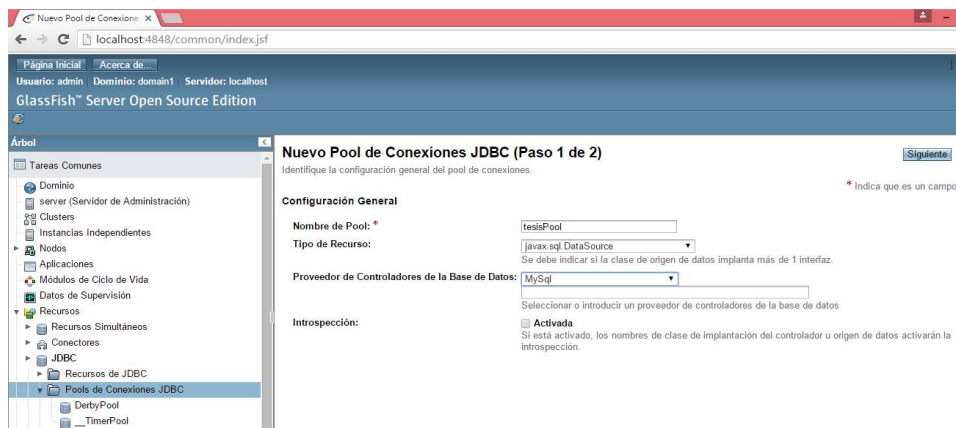 Nuevo Pool de Conexione
localhost:4848/common/index.jsf
Página Inicial Acerca de...
Usuario: admin Dominio: domain1 Servidor: localhost
GlassFish™ Server Open Source Edition
Árbol
Tareas Comunes
Dominio
server (Servidor de Administración)
Clusters
Instancias Independientes
Nodos
Aplicaciones
Módulos de Ciclo de Vida
Datos de Supervisión
Recursos
Recursos Simultáneos
Conectores
JDBC
Recursos de JDBC
Pools de Conexiones JDBC
DerbyPool
__TimerPool
Nuevo Pool de Conexiones JDBC (Paso 1 de 2)
Siguiente
Identifique la configuración general del pool de conexiones.
* Indica que es un campo
Configuración General
Nombre de Pool: * tesisPool
Tipo de Recurso: javax.sql.DataSource
Se debe indicar si la clase de origen de datos implanta más de 1 interfaz.
Proveedor de Controladores de la Base de Datos: MySql
Seleccionar o introducir un proveedor de controladores de la base de datos
Introspección: Activada
Si está activado, los nombres de clase de implantación del controlador u origen de datos activarán la
introspección.